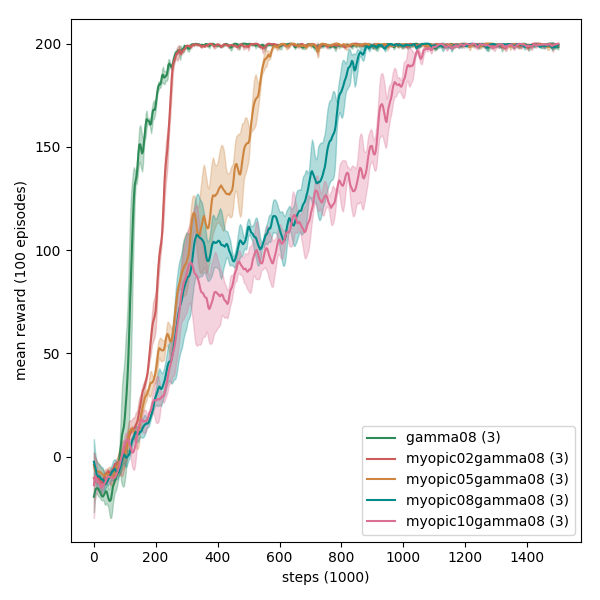 mean reward (100 episodes)
200
150
100
50
0
gamma08 (3)
myopic02gamma08 (3)
myopic05gamma08 (3)
myopic08gamma08 (3)
myopic10gamma08 (3)
0 200 400 600 800 1000 1200 1400
steps (1000)